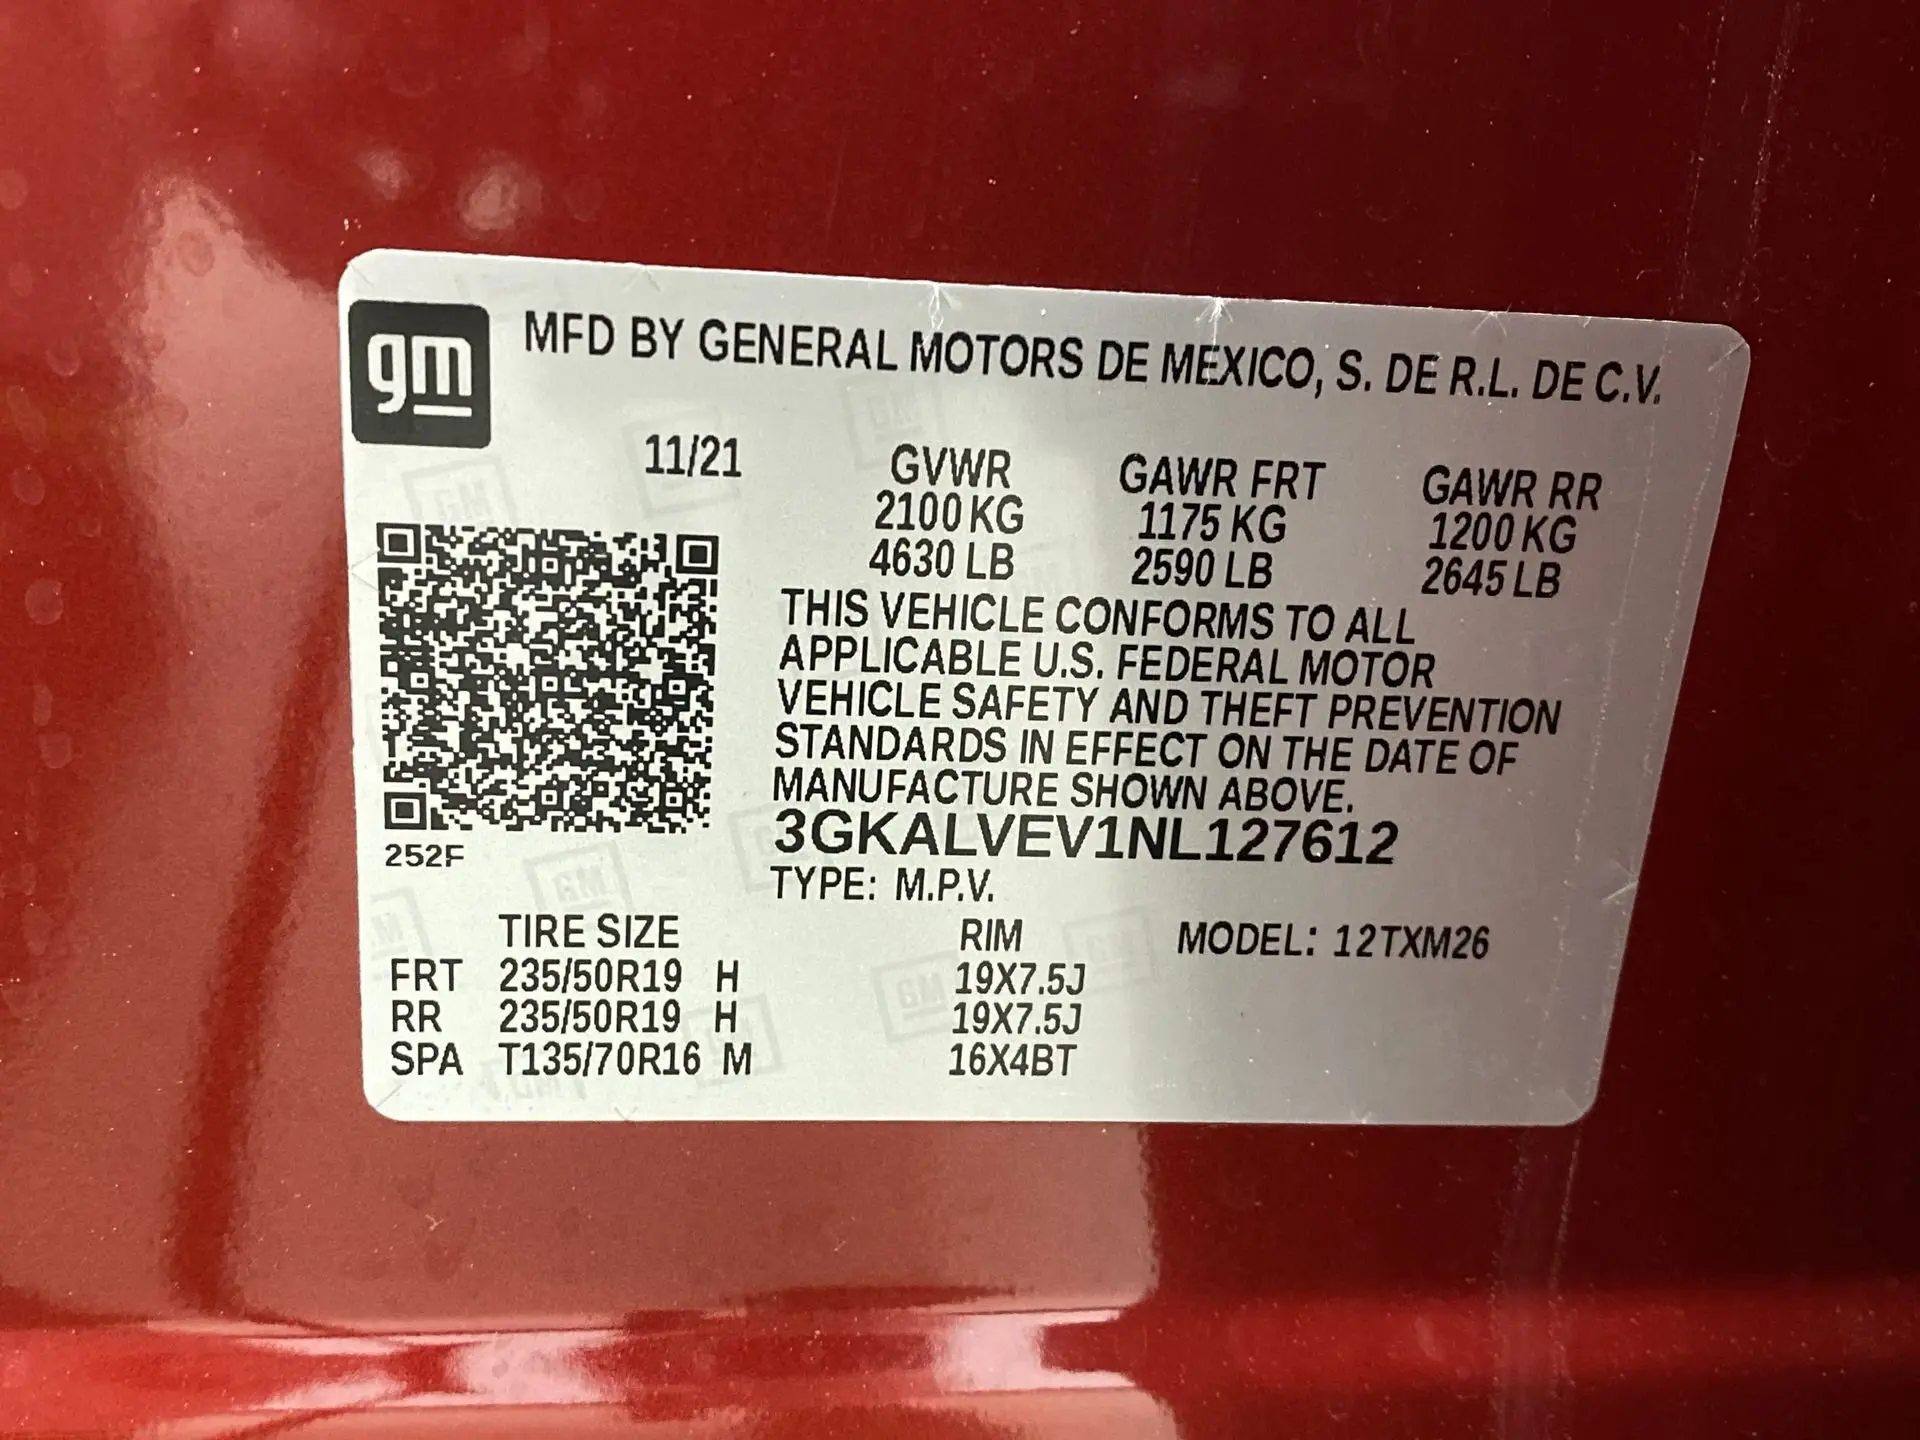 gm
MFD BY GENERAL MOTORS DE MEXICO, S. DE R.L. DE C.V.
11/21 GVWR GAWR FRT GAWR RR
2100 KG 1175 KG 1200 KG
4630 LB 2590 LB 2645 LB
THIS VEHICLE CONFORMS TO ALL
APPLICABLE U.S. FEDERAL MOTOR
VEHICLE SAFETY AND THEFT PREVENTION
STANDARDS IN EFFECT ON THE DATE OF
MANUFACTURE SHOWN ABOVE.
3GKALVEV1NL127612
252F
TYPE: M.P.V.
TIRE SIZE RIM MODEL: 12TXM26
FRT 235/50R19 H 19X7.5J
RR 235/50R19 H 19X7.5J
SPA T135/70R16 M 16X4BT